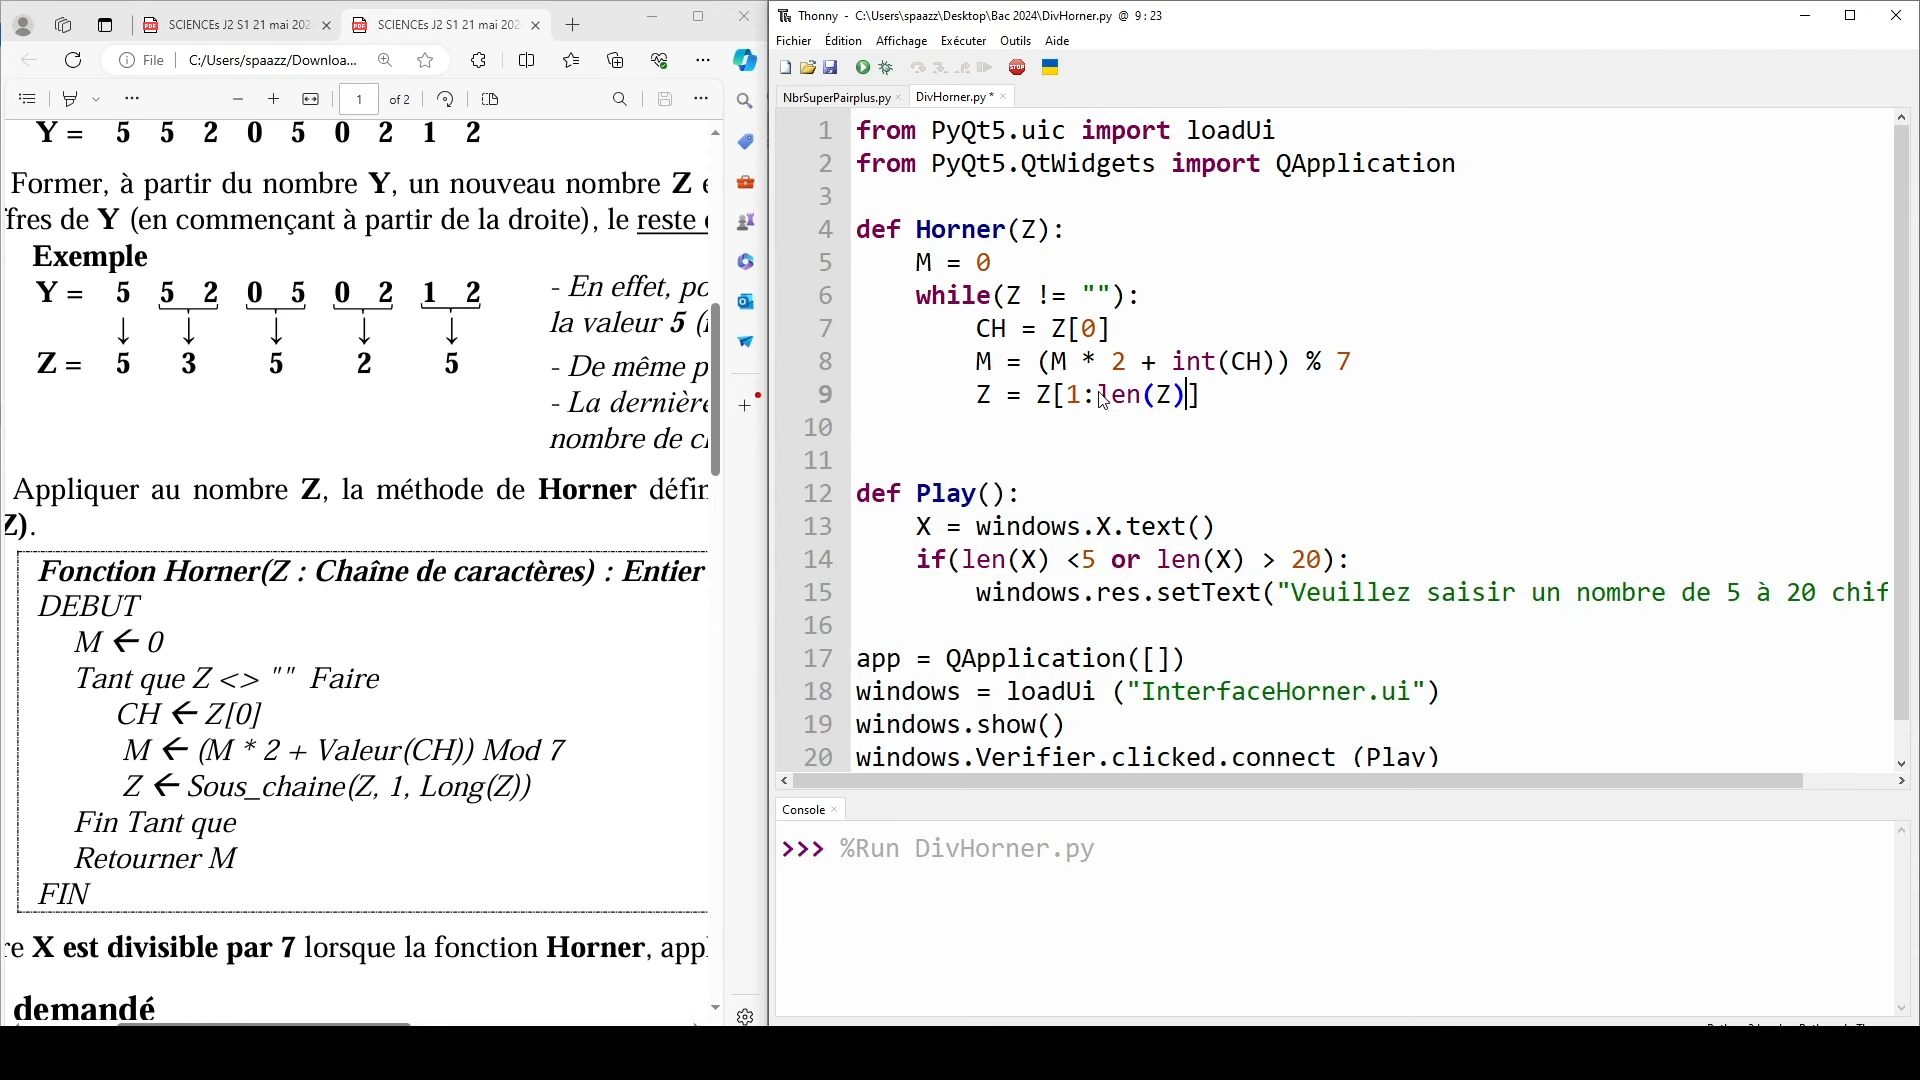 SCIENCEs J2 S1 21 mai 202
SCIENCEs J2 S1 21 mai 202
File
C:/Users/spaazz/Downloa...
1 of 2
Y = 5 5 2 0 5 0 2 1 2
Former, à partir du nombre Y, un nouveau nombre Z
ffres de Y (en commençant à partir de la droite), le reste
Exemple
Y = 5 5 2 0 5 0 2 1 2
Z = 5 3 5 2 5
- En effet, po
la valeur 5 (
- De même p
- La dernière
nombre de c
Appliquer au nombre Z, la méthode de Horner défin
Z).
Fonction Horner(Z : Chaîne de caractères) : Entier
DEBUT
M ← 0
Tant que Z <> "" Faire
CH ← Z[0]
M ← (M * 2 + Valeur(CH)) Mod 7
Z ← Sous_chaine(Z, 1, Long(Z))
Fin Tant que
Retourner M
FIN
re X est divisible par 7 lorsque la fonction Horner, appl
demandé
Thonny - C:\Users\spaazz\Desktop\Bac 2024\DivHorner.py @ 9:23
Fichier Édition Affichage Exécuter Outils Aide
STOP
NbrSuperPairplus.py
DivHorner.py *
1 from PyQt5.uic import loadUi
2 from PyQt5.QtWidgets import QApplication
3
4 def Horner(Z):
5 M = 0
6 while(Z != ""):
7 CH = Z[0]
8 M = (M * 2 + int(CH)) % 7
9 Z = Z[1:len(Z)]
10
11
12 def Play():
13 X = windows.X.text()
14 if(len(X) <5 or len(X) > 20):
15 windows.res.setText("Veuillez saisir un nombre de 5 à 20 chif
16
17 app = QApplication([])
18 windows = loadUi ("InterfaceHorner.ui")
19 windows.show()
20 windows.Verifier.clicked.connect (Play)
Console
>>> %Run DivHorner.py